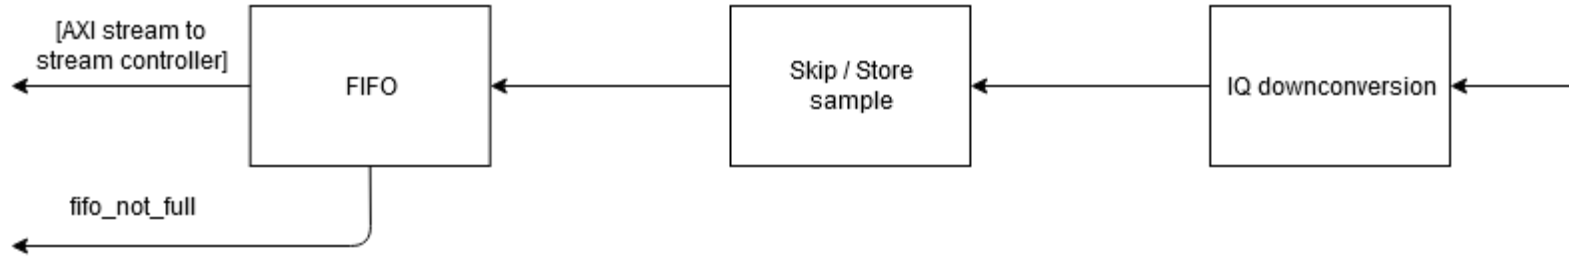 [AXI stream to
stream controller]
FIFO
Skip / Store
sample
IQ downconversion
fifo_not_full